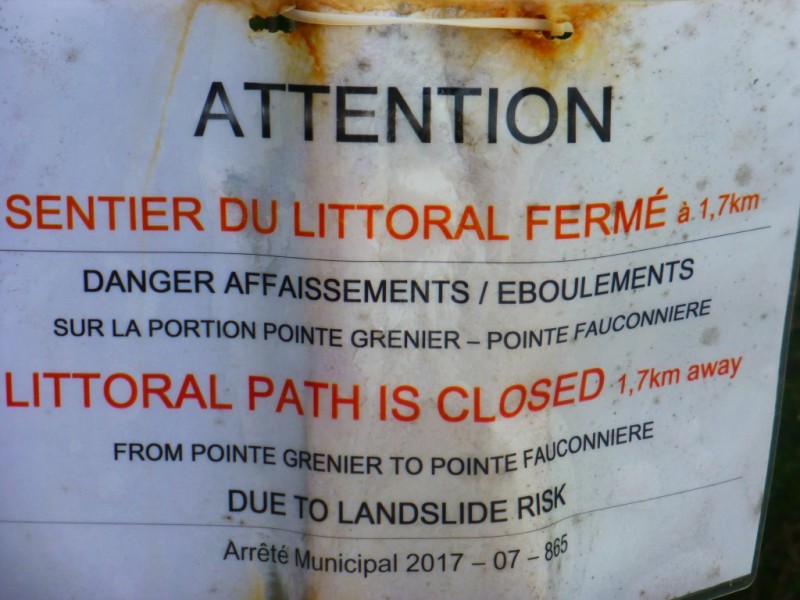 ATTENTION
SENTIER DU LITTORAL FERMÉ à 1,7km
DANGER AFFAISSEMENTS / EBOULEMENTS
SUR LA PORTION POINTE GRENIER – POINTE FAUCONNIERE
LITTORAL PATH IS CLOSED 1,7km away
FROM POINTE GRENIER TO POINTE FAUCONNIERE
DUE TO LANDSLIDE RISK
Arrêté Municipal 2017 – 07 – 865